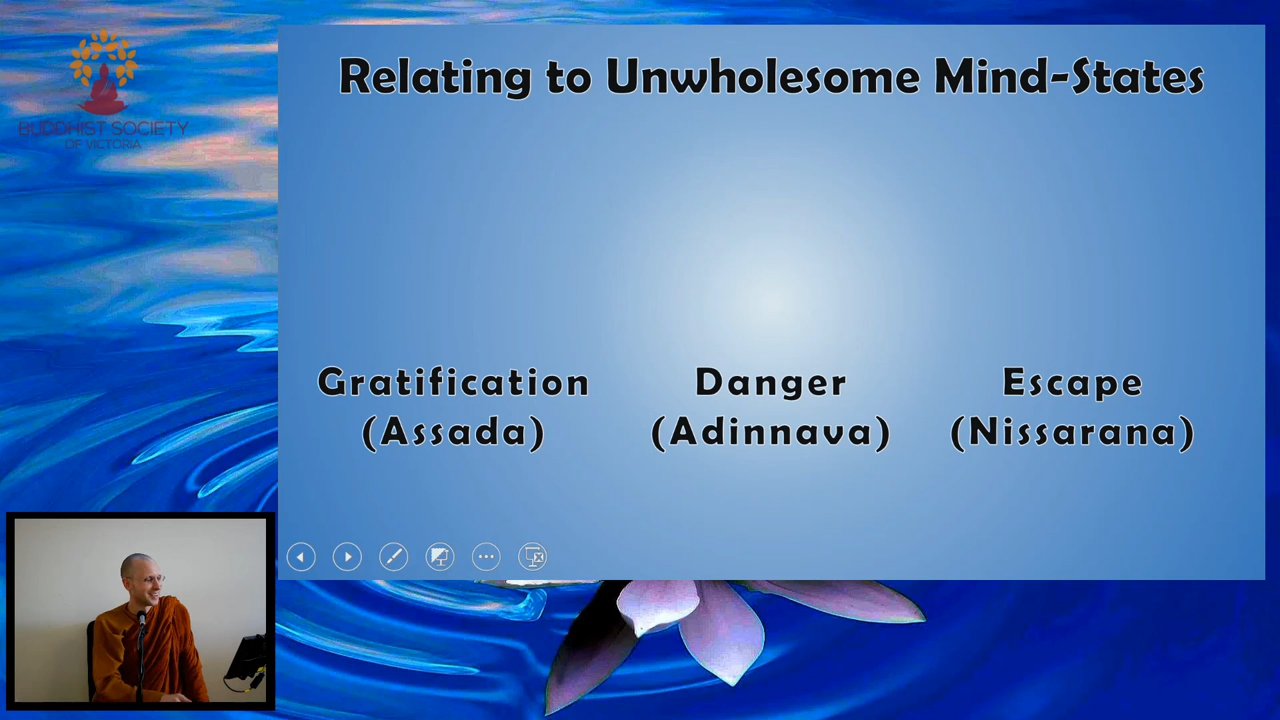 Relating to Unwholesome Mind-States
BUDDHIST SOCIETY
OF VICTORIA
Gratification
(Assada)
Danger
(Adinnava)
Escape
(Nissarana)